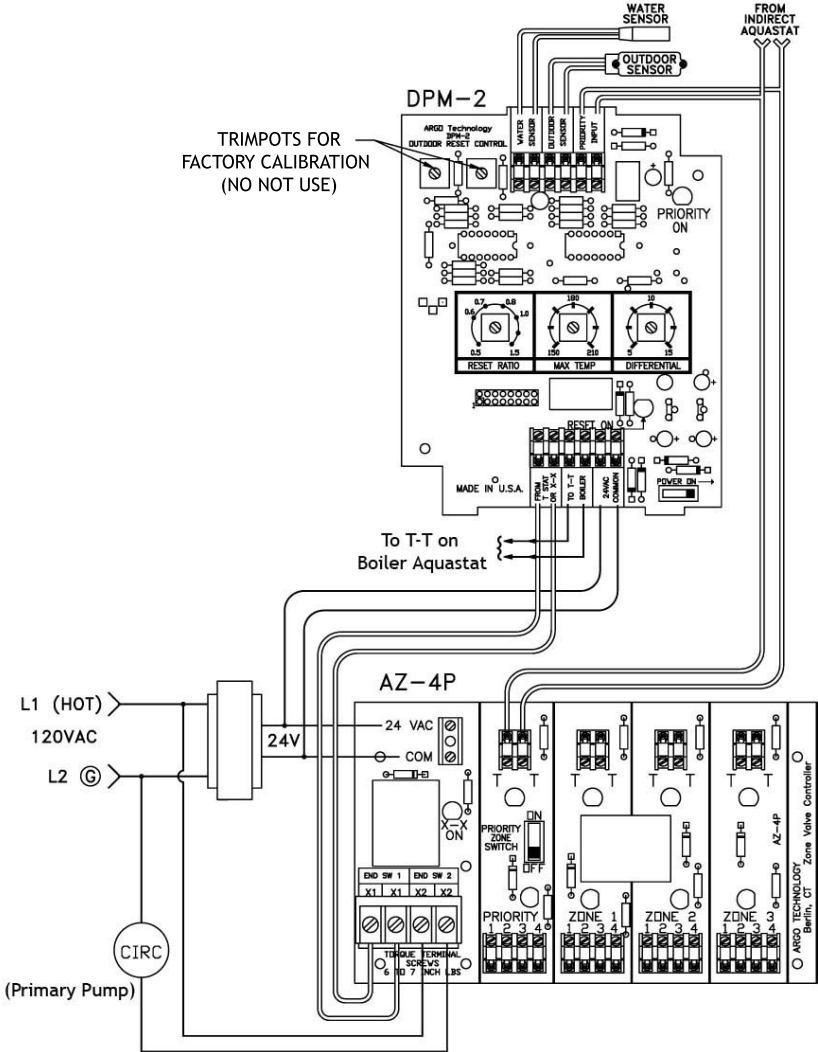 WATER
SENSOR
FROM
INDIRECT
AQUASTAT
OUTDOOR
SENSOR
DPM-2
TRIMPOTS FOR
FACTORY CALIBRATION
(NO NOT USE)
ARGO Technology
DPM-2
OUTDOOR RESET CONTROL
WATER
SENSOR
OUTDOOR
SENSOR
PRIORITY
INPUT
PRIORITY
ON
0.5
0.6
0.7
0.8
1.0
1.5
RESET RATIO
150
180
210
MAX TEMP
5
10
15
DIFFERENTIAL
1
RESET ON
MADE IN U.S.A.
FROM
T STAT
OR X-X
TO T-T
BOILER
24VAC
COMMON
POWER ON
To T-T on
Boiler Aquastat
L1 (HOT)
120VAC
L2 G
24V
AZ-4P
24 VAC
COM
X-X
ON
END SW 1 END SW 2
X1 X1 X2 X2
TORQUE TERMINAL
SCREWS
6 TO 7 INCH LBS
T T
T T
T T
T T
PRIORITY
ZONE
SWITCH
ON
OFF
PRIORITY
1 2 3 4
ZONE 1
1 2 3 4
ZONE 2
1 2 3 4
ZONE 3
1 2 3 4
AZ-4P
ARGO TECHNOLOGY
Berlin, CT Zone Valve Controller
CIRC
(Primary Pump)